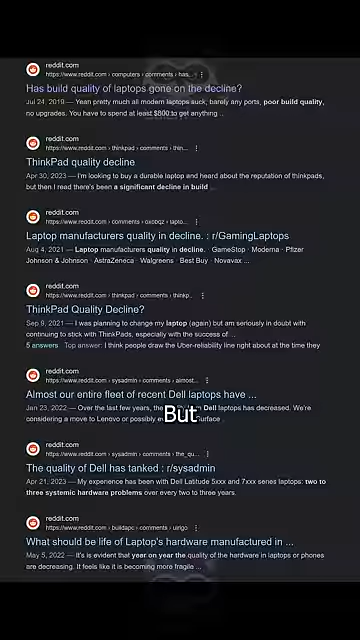 reddit.com
https://www.reddit.com › computers › comments › has...
Has build quality of laptops gone on the decline?
Jul 24, 2019 — Yean pretty much all modern laptops suck, barely any ports, poor build quality,
no upgrades. You have to spend at least $800 to get anything ...
reddit.com
https://www.reddit.com › thinkpad › comments › thin...
ThinkPad quality decline
Apr 30, 2023 — I'm looking to buy a durable laptop and heard about the reputation of thinkpads,
but then I read there's been a significant decline in build ...
reddit.com
https://www.reddit.com › comments › oxobqz › lapto...
Laptop manufacturers quality in decline. : r/GamingLaptops
Aug 4, 2021 — Laptop manufacturers quality in decline. · GameStop · Moderna · Pfizer
Johnson & Johnson · AstraZeneca · Walgreens · Best Buy · Novavax ...
reddit.com
https://www.reddit.com › thinkpad › comments › thinkp...
ThinkPad Quality Decline?
Sep 9, 2021 — I was planning to change my laptop (again) but am seriously in doubt with
continuing to stick with ThinkPads, especially with the success of ...
5 answers · Top answer: I think people draw the Uber-reliability line right about at the time they
reddit.com
https://www.reddit.com › sysadmin › comments › almost...
Almost our entire fleet of recent Dell laptops have ...
Jan 23, 2022 — Over the last few years, the Dell laptops has decreased. We're
considering a move to Lenovo or possibly Surface ...
But
reddit.com
https://www.reddit.com › sysadmin › comments › the_qu...
The quality of Dell has tanked : r/sysadmin
Apr 21, 2023 — My experience has been with Dell Latitude 5xxx and 7xxx series laptops: two to
three systemic hardware problems over every two to three years.
reddit.com
https://www.reddit.com › buildapc › comments › uirigo
What should be life of Laptop's hardware manufactured in ...
May 5, 2022 — It's is evident that year on year the quality of the hardware in laptops or phones
are decreasing. It feels like it is becoming more fragile ...